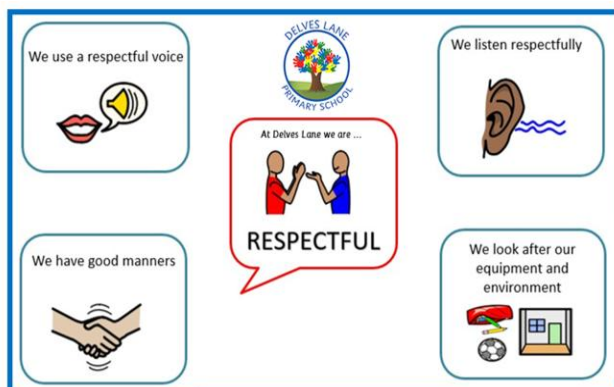 We use a respectful voice
DELVES LANE
PRIMARY SCHOOL
We listen respectfully
At Delves Lane we are ...
RESPECTFUL
We have good manners
We look after our
equipment and
environment